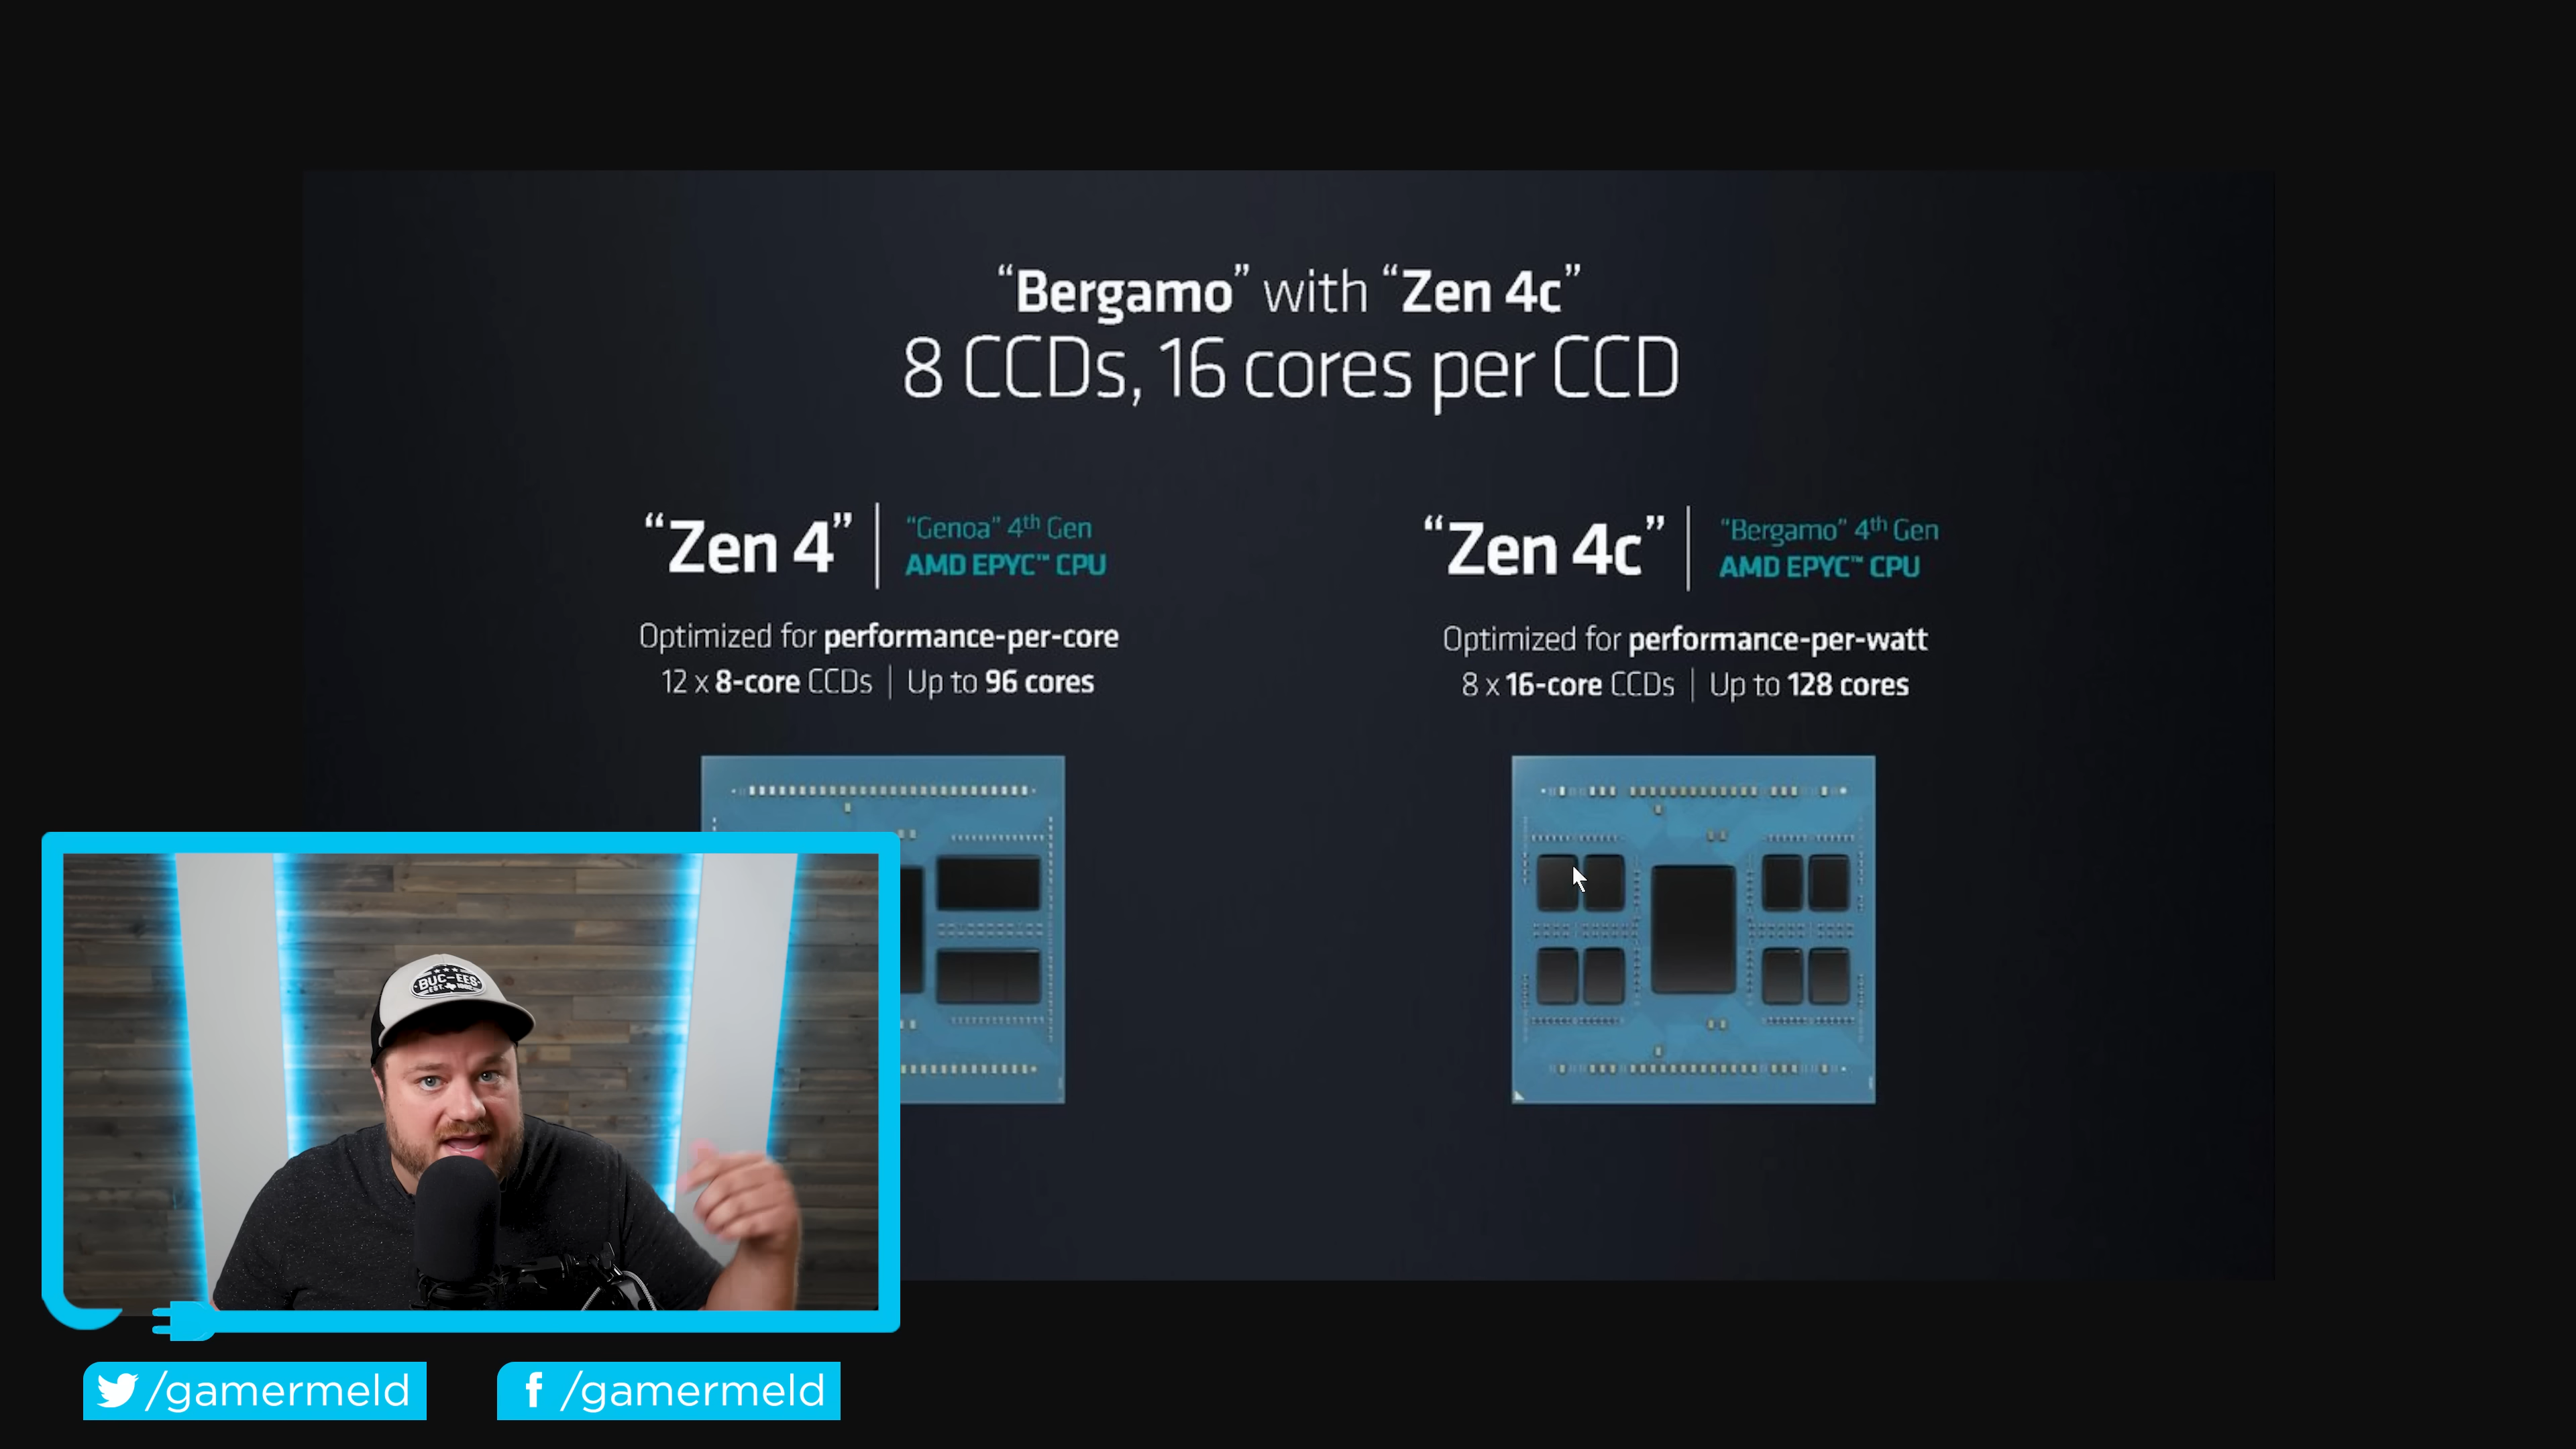 “Bergamo” with “Zen 4c”
8 CCDs, 16 cores per CCD
“Zen 4”
“Genoa” 4th Gen
AMD EPYC™ CPU
Optimized for performance-per-core
12 x 8-core CCDs | Up to 96 cores
“Zen 4c”
“Bergamo” 4th Gen
AMD EPYC™ CPU
Optimized for performance-per-watt
8 x 16-core CCDs | Up to 128 cores
BUC-EE'S
/gamermeld
/gamermeld